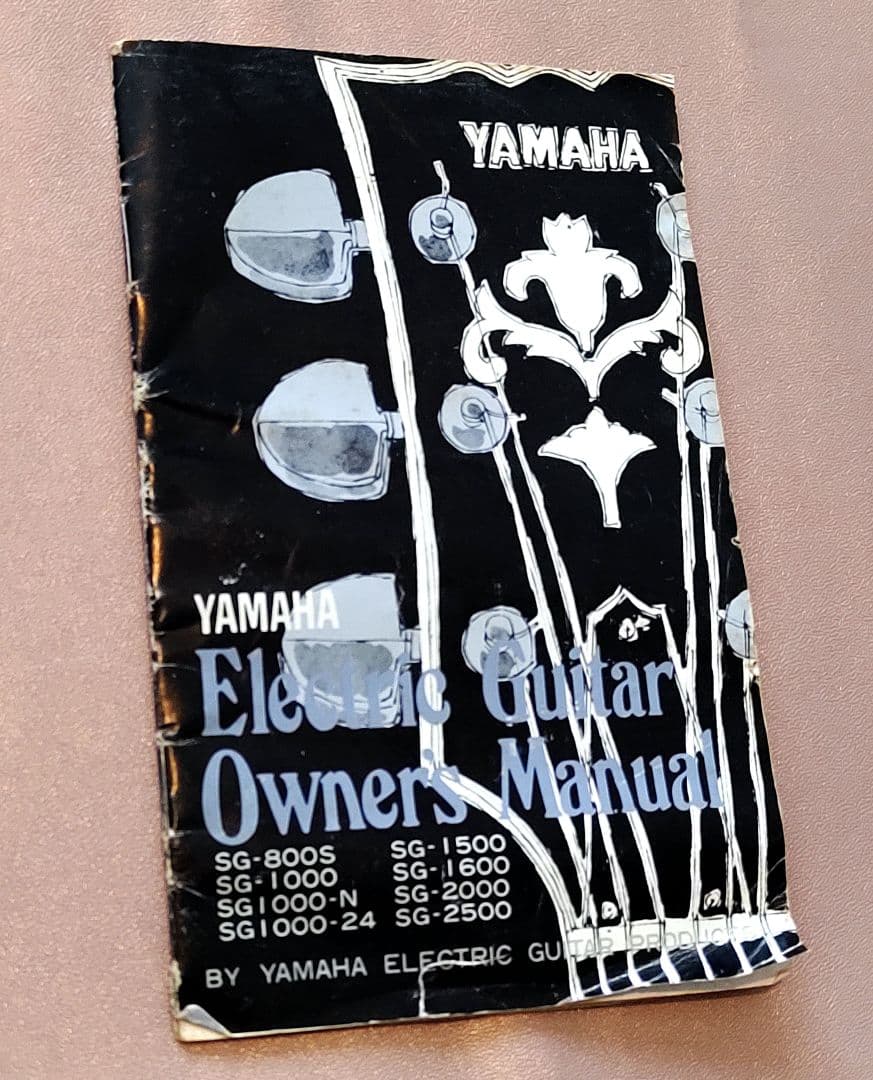 YAMAHA
YAMAHA
Electric Guitar
Owner's Manual
SG-800S SG-1500
SG-1000 SG-1600
SG1000-N SG-2000
SG1000-24 SG-2500
BY YAMAHA ELECTRIC GUITAR PRODUCTS